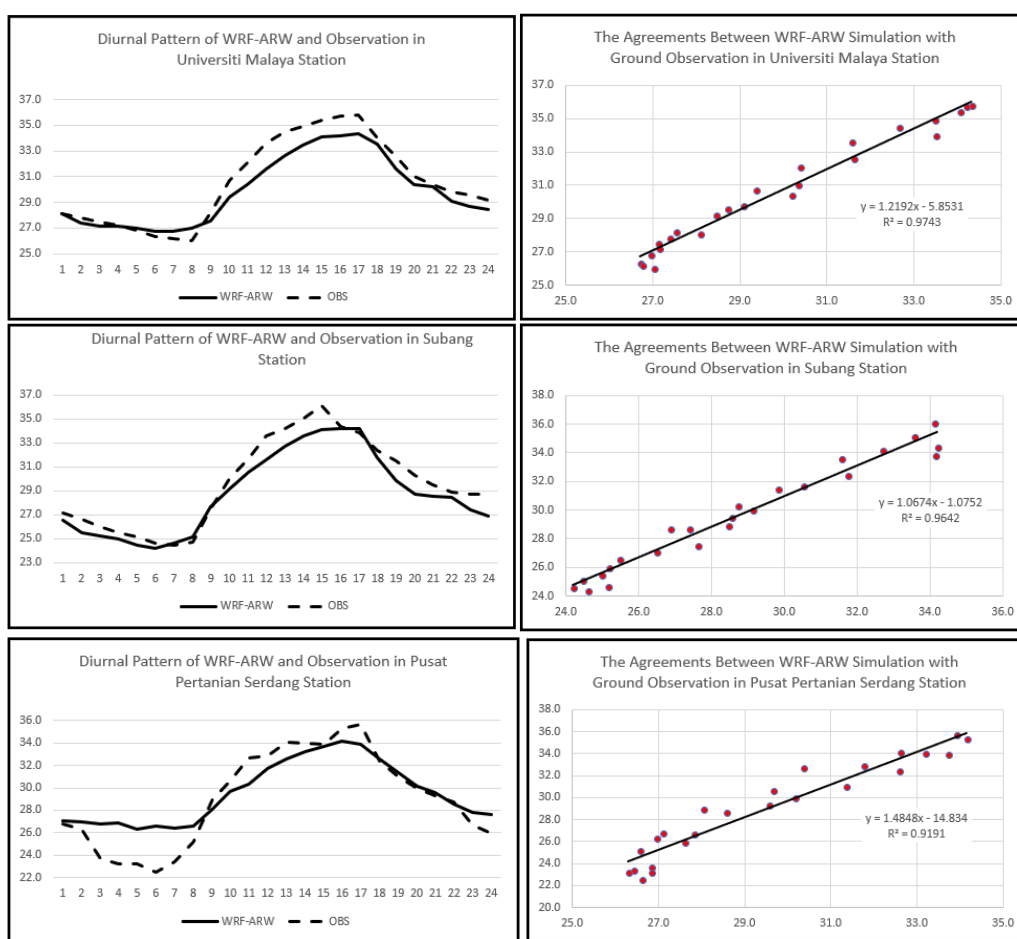 Diurnal Pattern of WRF-ARW and Observation in
Universiti Malaya Station
37.0
35.0
33.0
31.0
29.0
27.0
25.0
1 2 3 4 5 6 7 8 9 10 11 12 13 14 15 16 17 18 19 20 21 22 23 24
WRF-ARW OBS
The Agreements Between WRF-ARW Simulation with
Ground Observation in Universiti Malaya Station
37.0
35.0
33.0
31.0
29.0
27.0
25.0
y = 1.2192x - 5.8531
R² = 0.9743
25.0 27.0 29.0 31.0 33.0 35.0
Diurnal Pattern of WRF-ARW and Observation in Subang
Station
37.0
35.0
33.0
31.0
29.0
27.0
25.0
23.0
1 2 3 4 5 6 7 8 9 10 11 12 13 14 15 16 17 18 19 20 21 22 23 24
WRF-ARW OBS
The Agreements Between WRF-ARW Simulation with
Ground Observation in Subang Station
38.0
36.0
34.0
32.0
30.0
28.0
26.0
24.0
y = 1.0674x - 1.0752
R² = 0.9642
24.0 26.0 28.0 30.0 32.0 34.0 36.0
Diurnal Pattern of WRF-ARW and Observation in Pusat
Pertanian Serdang Station
36.0
34.0
32.0
30.0
28.0
26.0
24.0
22.0
1 2 3 4 5 6 7 8 9 10 11 12 13 14 15 16 17 18 19 20 21 22 23 24
WRF-ARW OBS
The Agreements Between WRF-ARW Simulation with
Ground Observation in Pusat Pertanian Serdang Station
38.0
36.0
34.0
32.0
30.0
28.0
26.0
24.0
22.0
20.0
y = 1.4848x - 14.834
R² = 0.9191
25.0 27.0 29.0 31.0 33.0 35.0